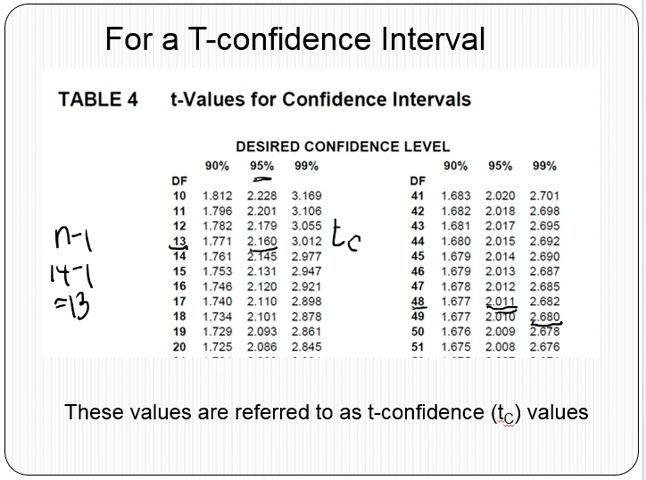 For a T-confidence Interval
TABLE 4 t-Values for Confidence Intervals
DESIRED CONFIDENCE LEVEL
90% 95% 99% 90% 95% 99%
DF DF
10 1.812 2.228 3.169 41 1.683 2.020 2.701
11 1.796 2.201 3.106 42 1.682 2.018 2.698
12 1.782 2.179 3.055 43 1.681 2.017 2.695
13 1.771 2.160 3.012 44 1.680 2.015 2.692
14 1.761 2.145 2.977 45 1.679 2.014 2.690
15 1.753 2.131 2.947 46 1.679 2.013 2.687
16 1.746 2.120 2.921 47 1.678 2.012 2.685
17 1.740 2.110 2.898 48 1.677 2.011 2.682
18 1.734 2.101 2.878 49 1.677 2.010 2.680
19 1.729 2.093 2.861 50 1.676 2.009 2.678
20 1.725 2.086 2.845 51 1.675 2.008 2.676
n-1
14-1
=13
tc
These values are referred to as t-confidence (tC) values